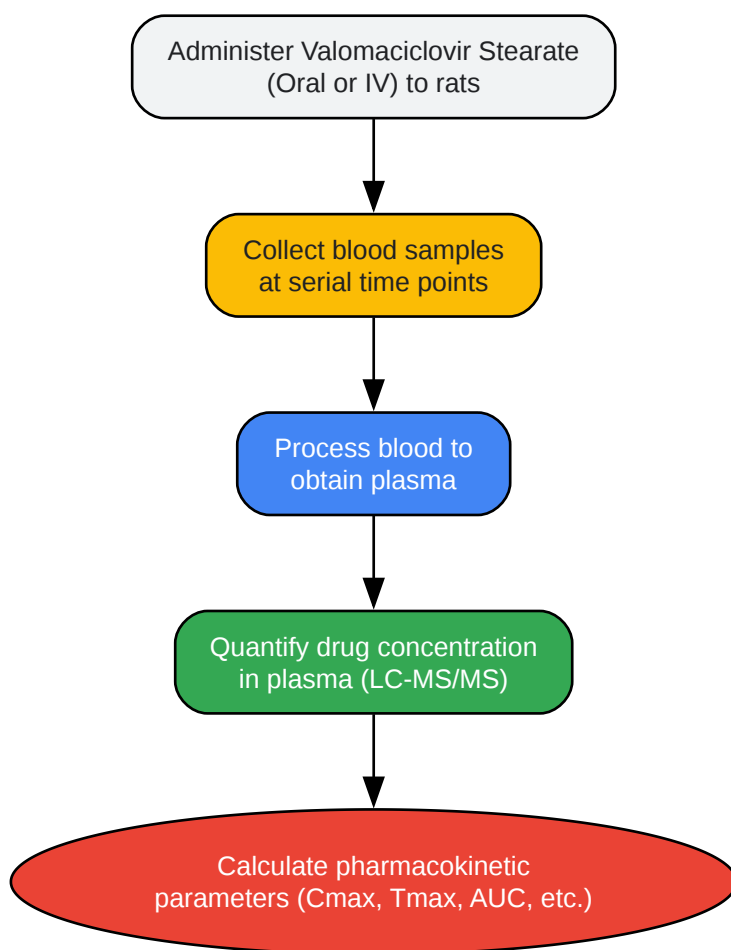 Administer Valomaciclovir Stearate
(Oral or IV) to rats
Collect blood samples
at serial time points
Process blood to
obtain plasma
Quantify drug concentration
in plasma (LC-MS/MS)
Calculate pharmacokinetic
parameters (Cmax, Tmax, AUC, etc.)